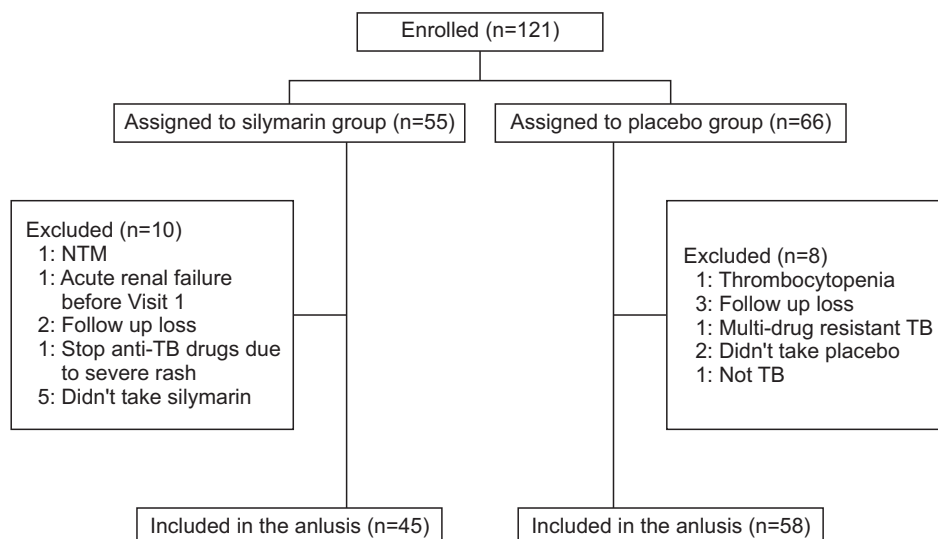 Enrolled (n=121)
Assigned to silymarin group (n=55)
Assigned to placebo group (n=66)
Excluded (n=10)
1: NTM
1: Acute renal failure
before Visit 1
2: Follow up loss
1: Stop anti-TB drugs due
to severe rash
5: Didn't take silymarin
Excluded (n=8)
1: Thrombocytopenia
3: Follow up loss
1: Multi-drug resistant TB
2: Didn't take placebo
1: Not TB
Included in the anlusis (n=45)
Included in the anlusis (n=58)